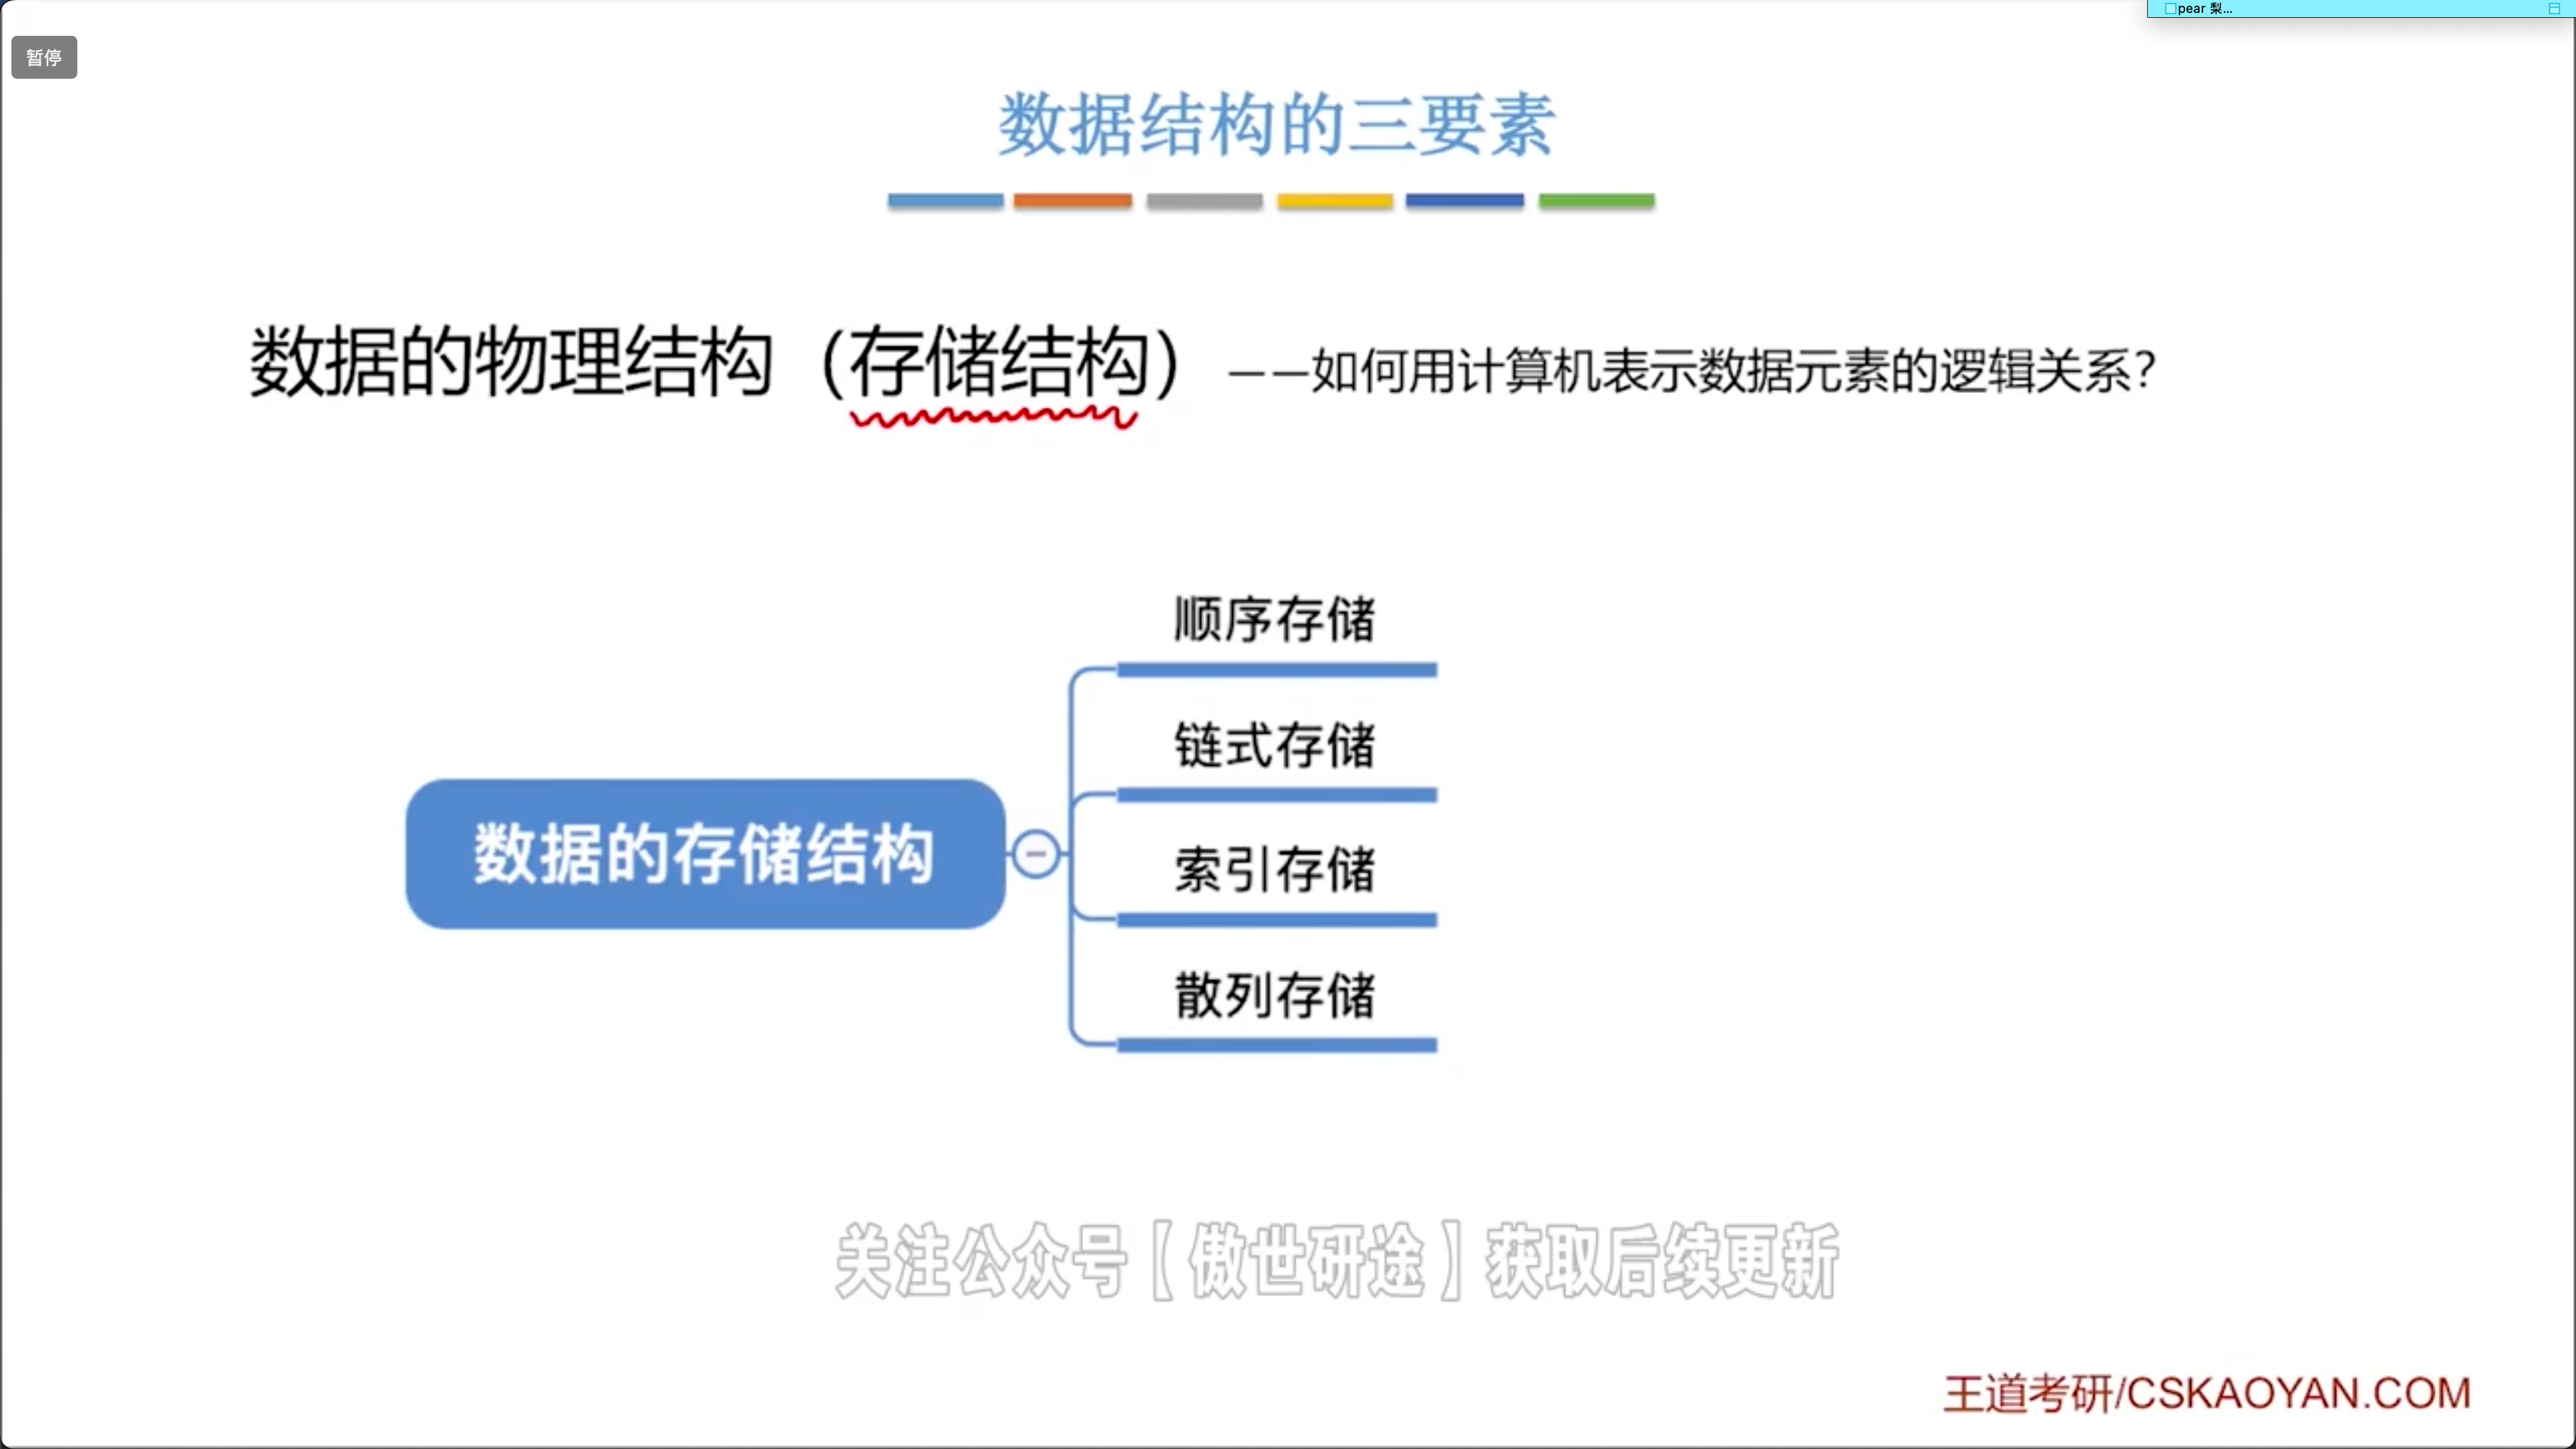 pear 梨...
暂停
数据结构的三要素
数据的物理结构（存储结构） ——如何用计算机表示数据元素的逻辑关系？
顺序存储
链式存储
数据的存储结构
索引存储
散列存储
关注公众号【傲世研途】获取后续更新
王道考研/CSKAOYAN.COM